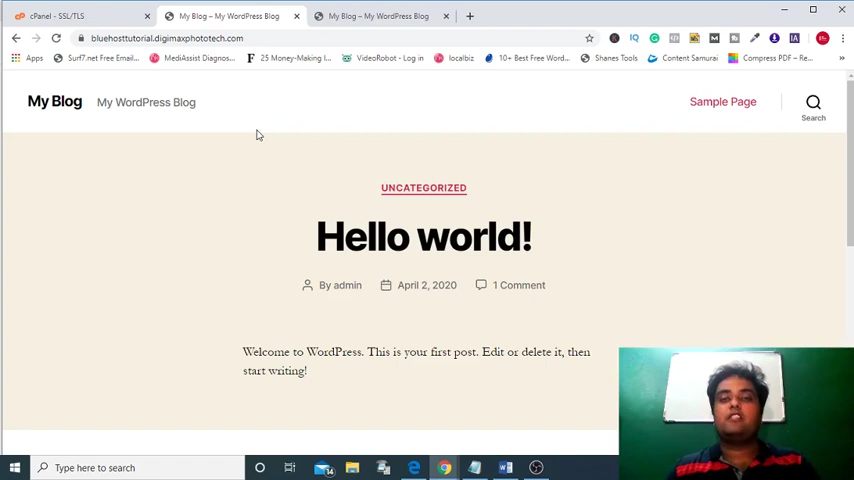 cPanel - SSL/TLS
My Blog – My WordPress Blog
My Blog – My WordPress Blog
bluehosttutorial.digimaxphototech.com
Apps
Surf7.net Free Email...
MediAssist Diagnos...
25 Money-Making I...
VideoRobot - Log in
localbiz
10+ Best Free Word...
Shanes Tools
Content Samurai
Compress PDF – Re...
My Blog
My WordPress Blog
Sample Page
Search
UNCATEGORIZED
Hello world!
By admin
April 2, 2020
1 Comment
Welcome to WordPress. This is your first post. Edit or delete it, then
start writing!
Type here to search
14